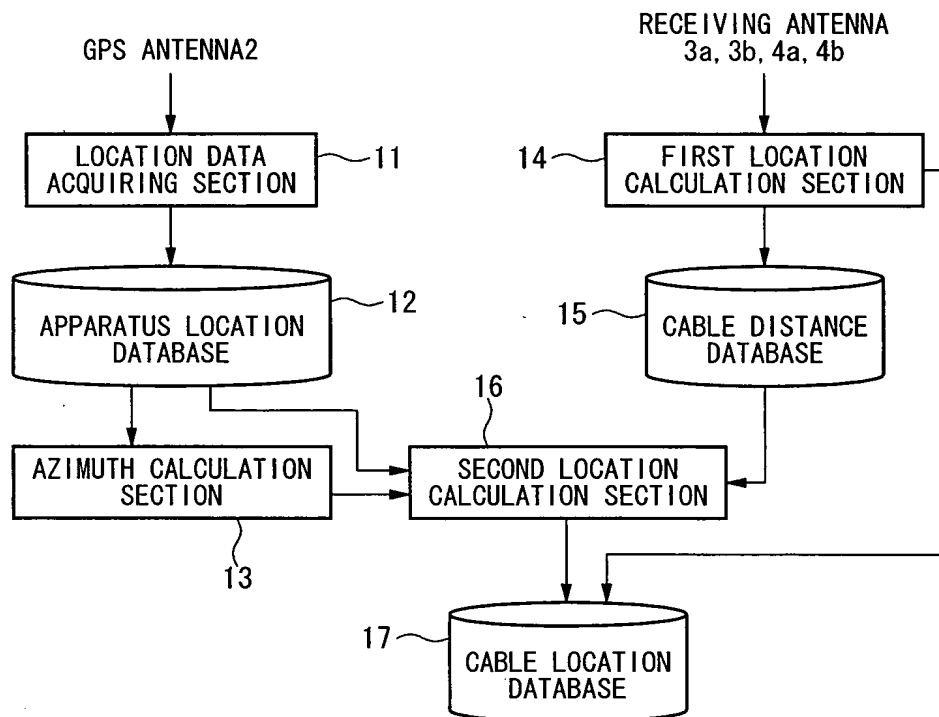 GPS ANTENNA2
RECEIVING ANTENNA
3a, 3b, 4a, 4b
LOCATION DATA
ACQUIRING SECTION
11
14
FIRST LOCATION
CALCULATION SECTION
APPARATUS LOCATION
DATABASE
12
15
CABLE DISTANCE
DATABASE
AZIMUTH CALCULATION
SECTION
13
16
SECOND LOCATION
CALCULATION SECTION
17
CABLE LOCATION
DATABASE